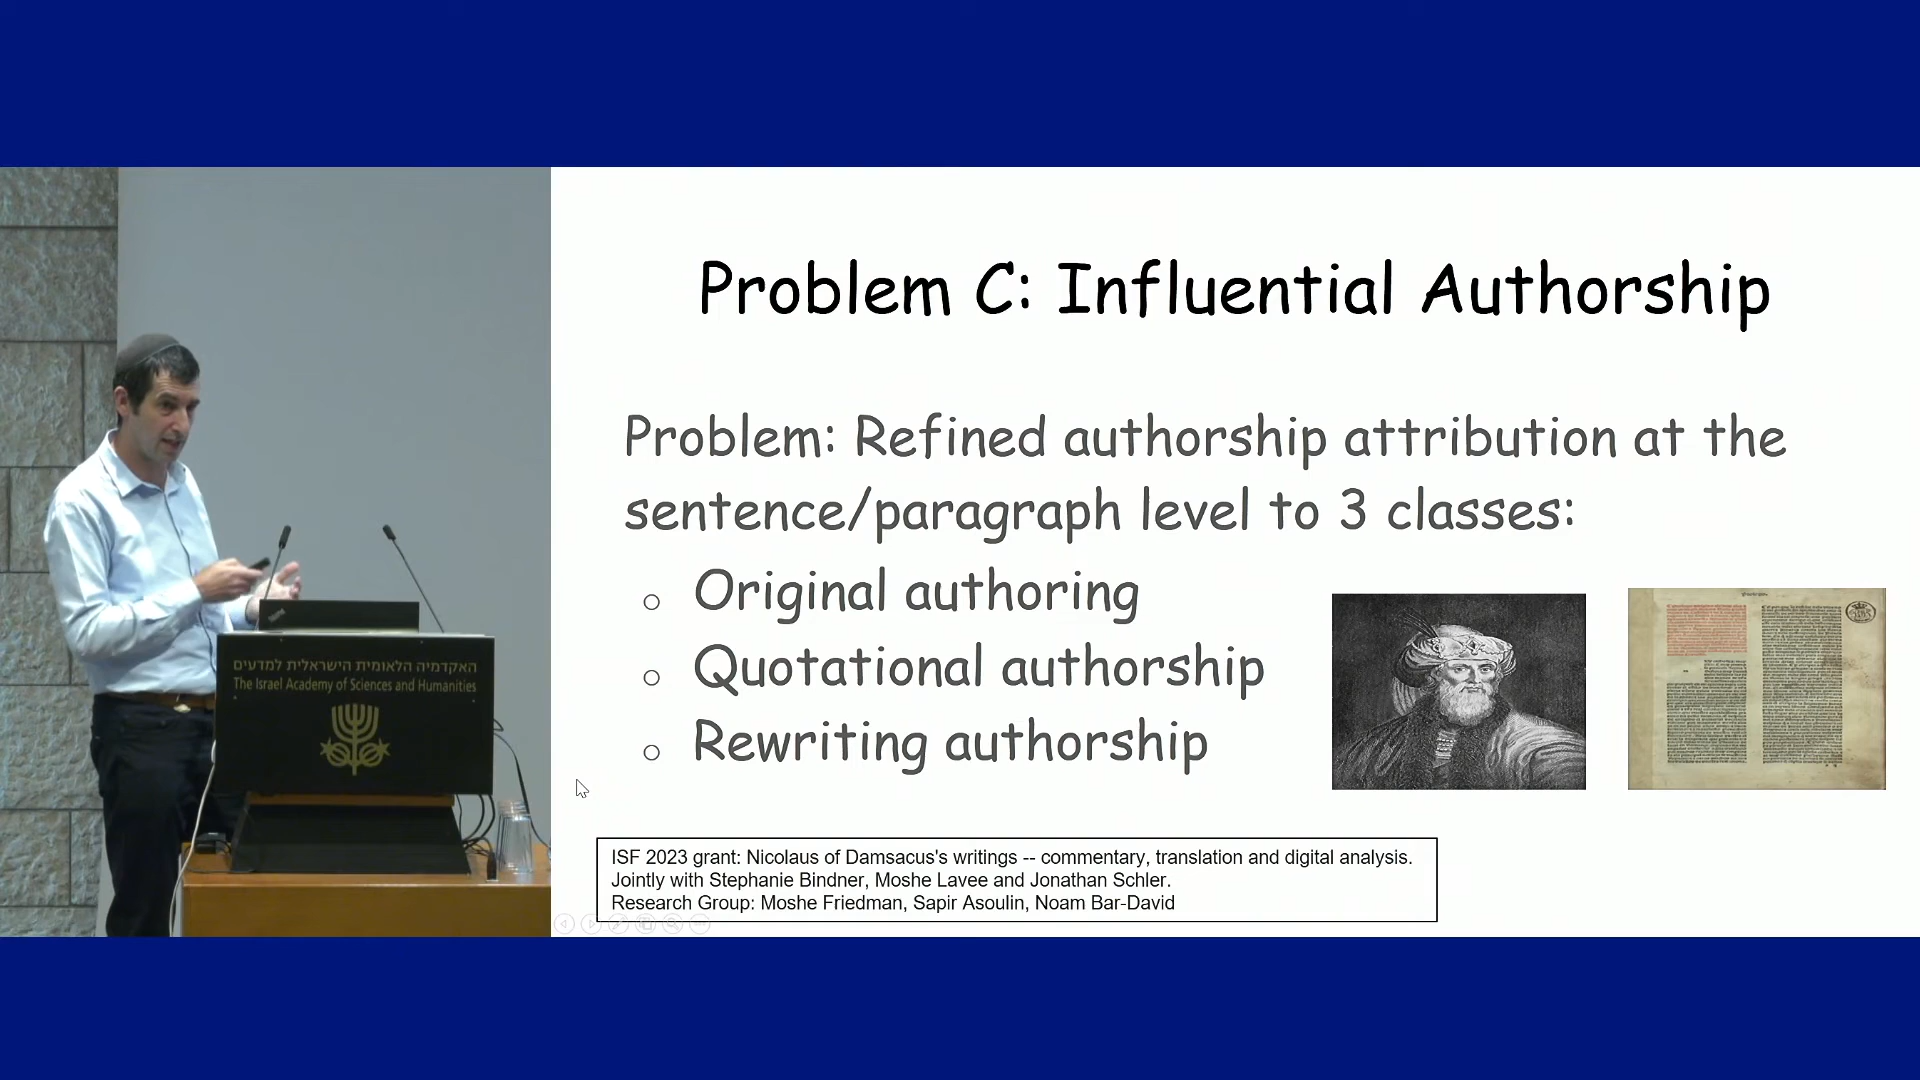 Problem C: Influential Authorship
Problem: Refined authorship attribution at the
sentence/paragraph level to 3 classes:
Original authoring
Quotational authorship
Rewriting authorship
ISF 2023 grant: Nicolaus of Damsacus's writings -- commentary, translation and digital analysis.
Jointly with Stephanie Bindner, Moshe Lavee and Jonathan Schler.
Research Group: Moshe Friedman, Sapir Asoulin, Noam Bar-David
האקדמיה הלאומית הישראלית למדעים
The Israel Academy of Sciences and Humanities